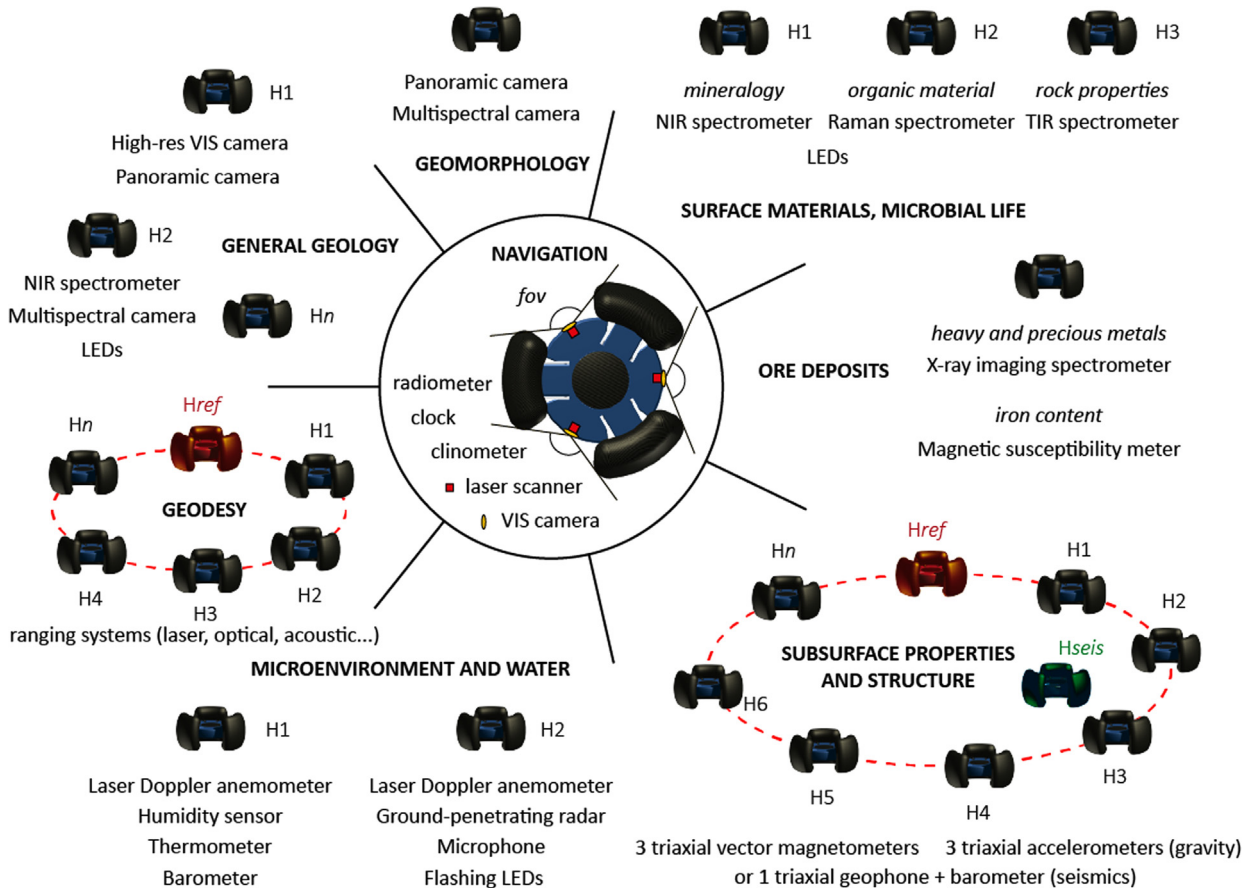 H1
Panoramic camera
Multispectral camera
GEOMORPHOLOGY
H1
H2
H3
mineralogy
organic material
rock properties
NIR spectrometer
Raman spectrometer
TIR spectrometer
LEDs
SURFACE MATERIALS, MICROBIAL LIFE
High-res VIS camera
Panoramic camera
H2
GENERAL GEOLOGY
NIR spectrometer
Multispectral camera
LEDs
Hn
NAVIGATION
fov
radiometer
clock
clinometer
laser scanner
VIS camera
ORE DEPOSITS
heavy and precious metals
X-ray imaging spectrometer
iron content
Magnetic susceptibility meter
Hn
Href
H1
GEODESY
H4
H3
H2
ranging systems (laser, optical, acoustic...)
Hn
Href
H1
H2
SUBSURFACE PROPERTIES
AND STRUCTURE
Hseis
H6
H5
H4
H3
3 triaxial vector magnetometers
3 triaxial accelerometers (gravity)
or 1 triaxial geophone + barometer (seismics)
MICROENVIRONMENT AND WATER
H1
H2
Laser Doppler anemometer
Humidity sensor
Thermometer
Barometer
Laser Doppler anemometer
Ground-penetrating radar
Microphone
Flashing LEDs